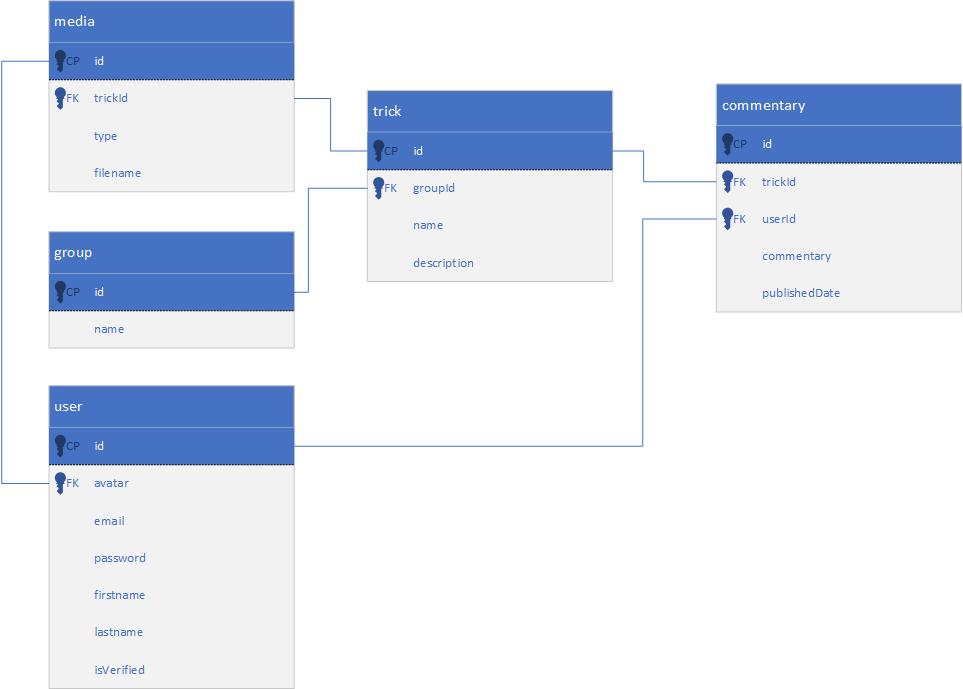 media
CP id
FK trickId
type
filename
group
CP id
name
user
CP id
FK avatar
email
password
firstname
lastname
isVerified
trick
CP id
FK groupId
name
description
commentary
CP id
FK trickId
FK userId
commentary
publishedDate